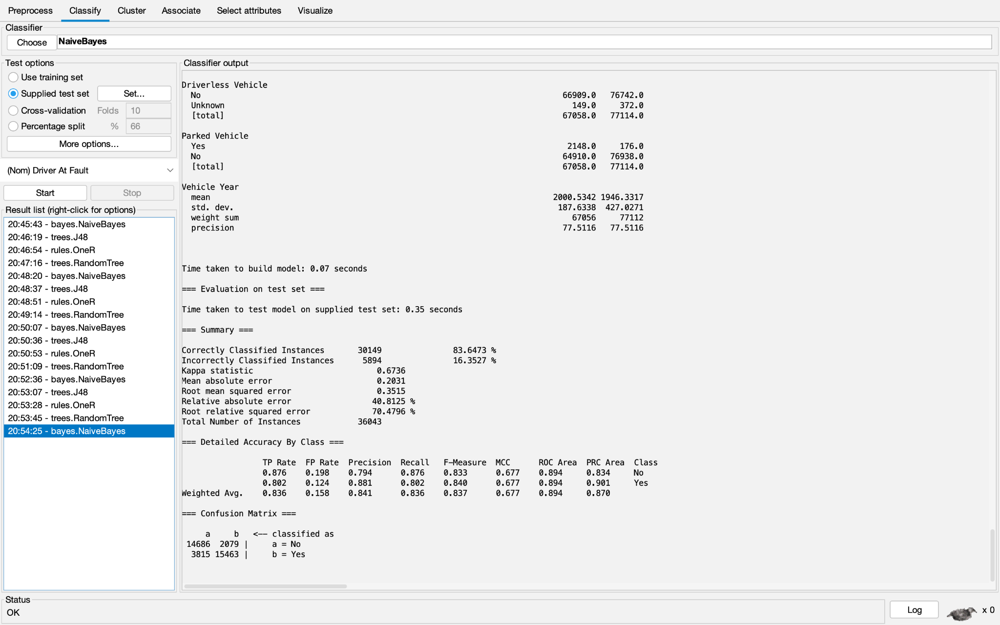 Preprocess Classify Cluster Associate Select attributes Visualize
Classifier
Choose NaiveBayes
Test options
Use training set
Supplied test set Set...
Cross-validation Folds 10
Percentage split % 66
More options...
(Nom) Driver At Fault
Start Stop
Result list (right-click for options)
20:45:43 - bayes.NaiveBayes
20:46:19 - trees.J48
20:46:54 - rules.OneR
20:47:16 - trees.RandomTree
20:48:20 - bayes.NaiveBayes
20:48:37 - trees.J48
20:48:51 - rules.OneR
20:49:14 - trees.RandomTree
20:50:07 - bayes.NaiveBayes
20:50:36 - trees.J48
20:50:53 - rules.OneR
20:51:09 - trees.RandomTree
20:52:36 - bayes.NaiveBayes
20:53:07 - trees.J48
20:53:28 - rules.OneR
20:53:45 - trees.RandomTree
20:54:25 - bayes.NaiveBayes
Classifier output
Driverless Vehicle
No 66909.0 76742.0
Unknown 149.0 372.0
[total] 67058.0 77114.0
Parked Vehicle
Yes 2148.0 176.0
No 64910.0 76938.0
[total] 67058.0 77114.0
Vehicle Year
mean 2000.5342 1946.3317
std. dev. 187.6338 427.0271
weight sum 67056 77112
precision 77.5116 77.5116
Time taken to build model: 0.07 seconds
=== Evaluation on test set ===
Time taken to test model on supplied test set: 0.35 seconds
=== Summary ===
Correctly Classified Instances 30149 83.6473 %
Incorrectly Classified Instances 5894 16.3527 %
Kappa statistic 0.6736
Mean absolute error 0.2031
Root mean squared error 0.3515
Relative absolute error 40.8125 %
Root relative squared error 70.4796 %
Total Number of Instances 36043
=== Detailed Accuracy By Class ===
TP Rate FP Rate Precision Recall F-Measure MCC ROC Area PRC Area Class
0.876 0.198 0.794 0.876 0.833 0.677 0.894 0.834 No
0.802 0.124 0.881 0.802 0.840 0.677 0.894 0.901 Yes
Weighted Avg. 0.836 0.158 0.841 0.836 0.837 0.677 0.894 0.870
=== Confusion Matrix ===
a b <-- classified as
14686 2079 | a = No
3815 15463 | b = Yes
Status
OK
Log x 0